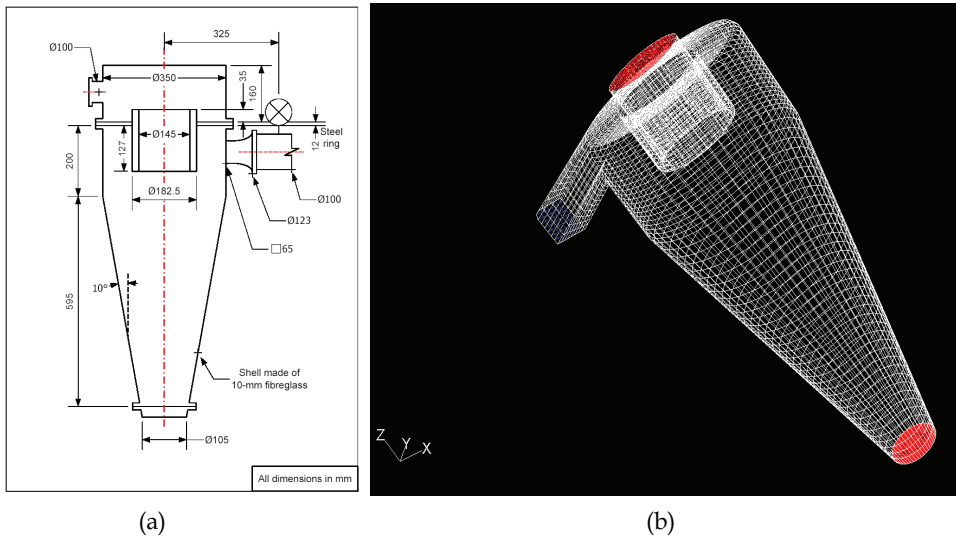 325
Ø100
Ø350
35
160
Steel
ring
12
Ø145
127
200
Ø182.5
Ø100
Ø123
□65
10°
595
Shell made of
10-mm fibreglass
Ø105
All dimensions in mm
Z
Y
X
(a)
(b)